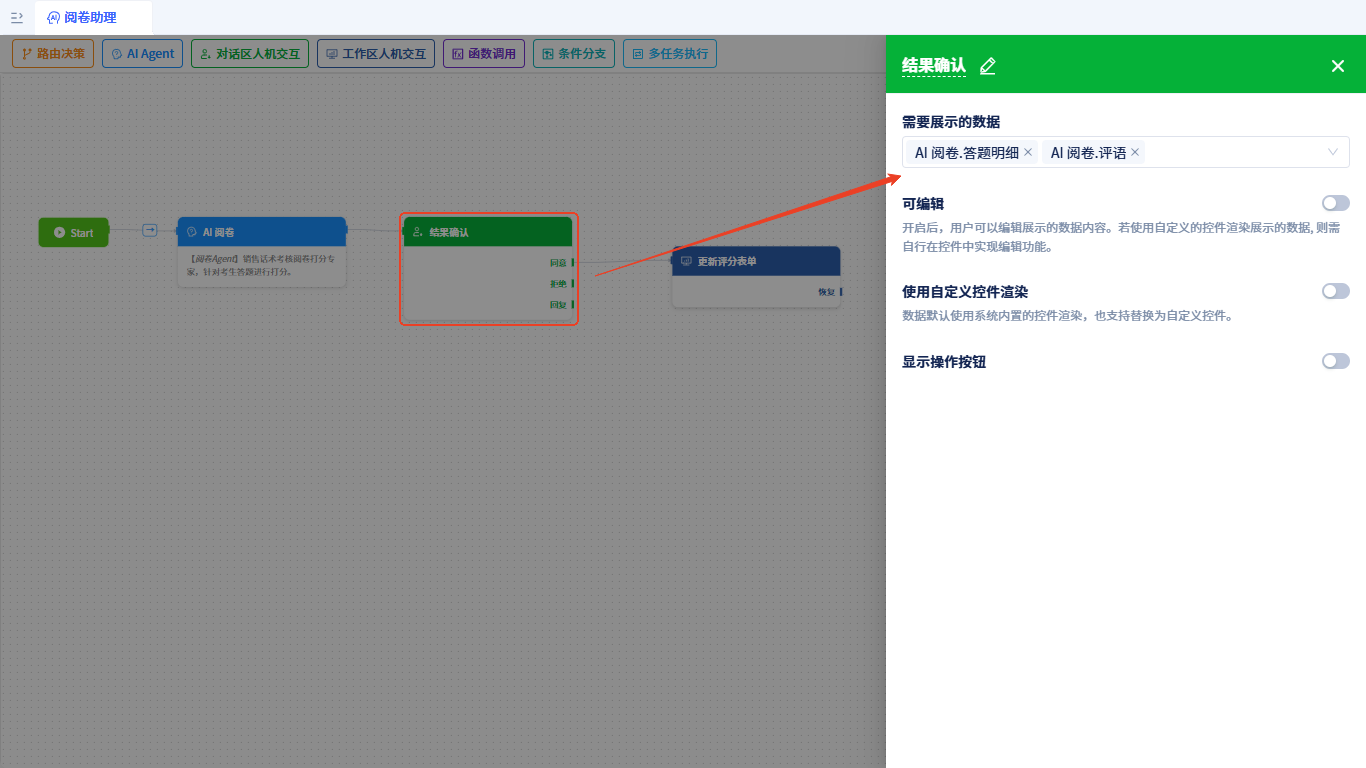 阅卷助理
路由决策
AI Agent
对话区人机交互
工作区人机交互
函数调用
条件分支
多任务执行
Start
AI 阅卷
【阅卷Agent】销售话术考核阅卷打分专
家，针对考生答题进行打分。
结果确认
同意
拒绝
回复
更新评分表单
恢复
结果确认
需要展示的数据
AI 阅卷.答题明细
AI 阅卷.评语
可编辑
开启后，用户可以编辑展示的数据内容。若使用自定义的控件渲染展示的数据, 则需
自行在控件中实现编辑功能。
使用自定义控件渲染
数据默认使用系统内置的控件渲染，也支持替换为自定义控件。
显示操作按钮